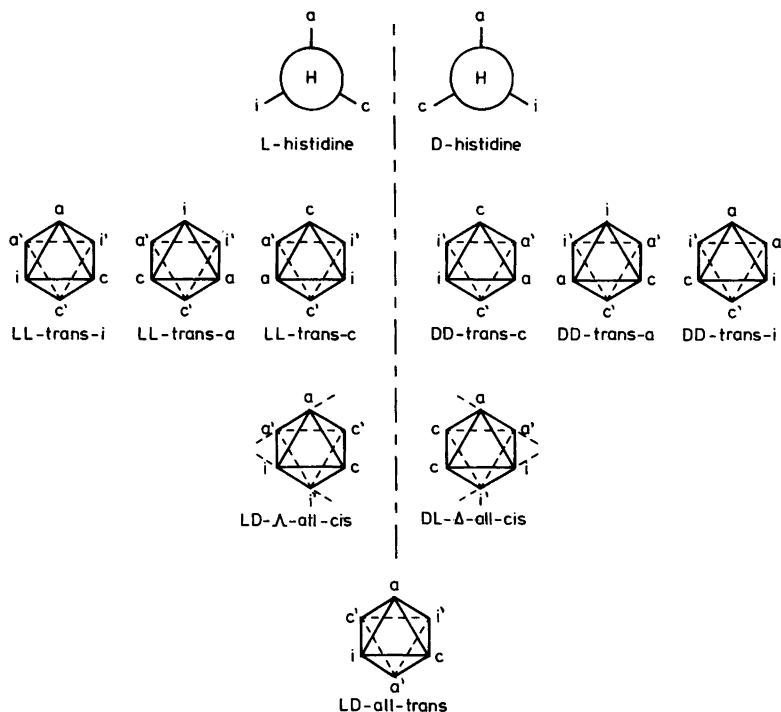 a a
H H
i c c i
L-histidine D-histidine
a i c c i a
a' i' a' i' a' i' i' a' i' a' i' a
i c c a a i i a a c c i
c' c' c' c' c' c'
LL-trans-i LL-trans-a LL-trans-c DD-trans-c DD-trans-a DD-trans-i
a a
a' c' c a'
i c c i
i' i'
LD-Λ-all-cis DL-Δ-all-cis
a
c' i'
i c
a'
LD-all-trans